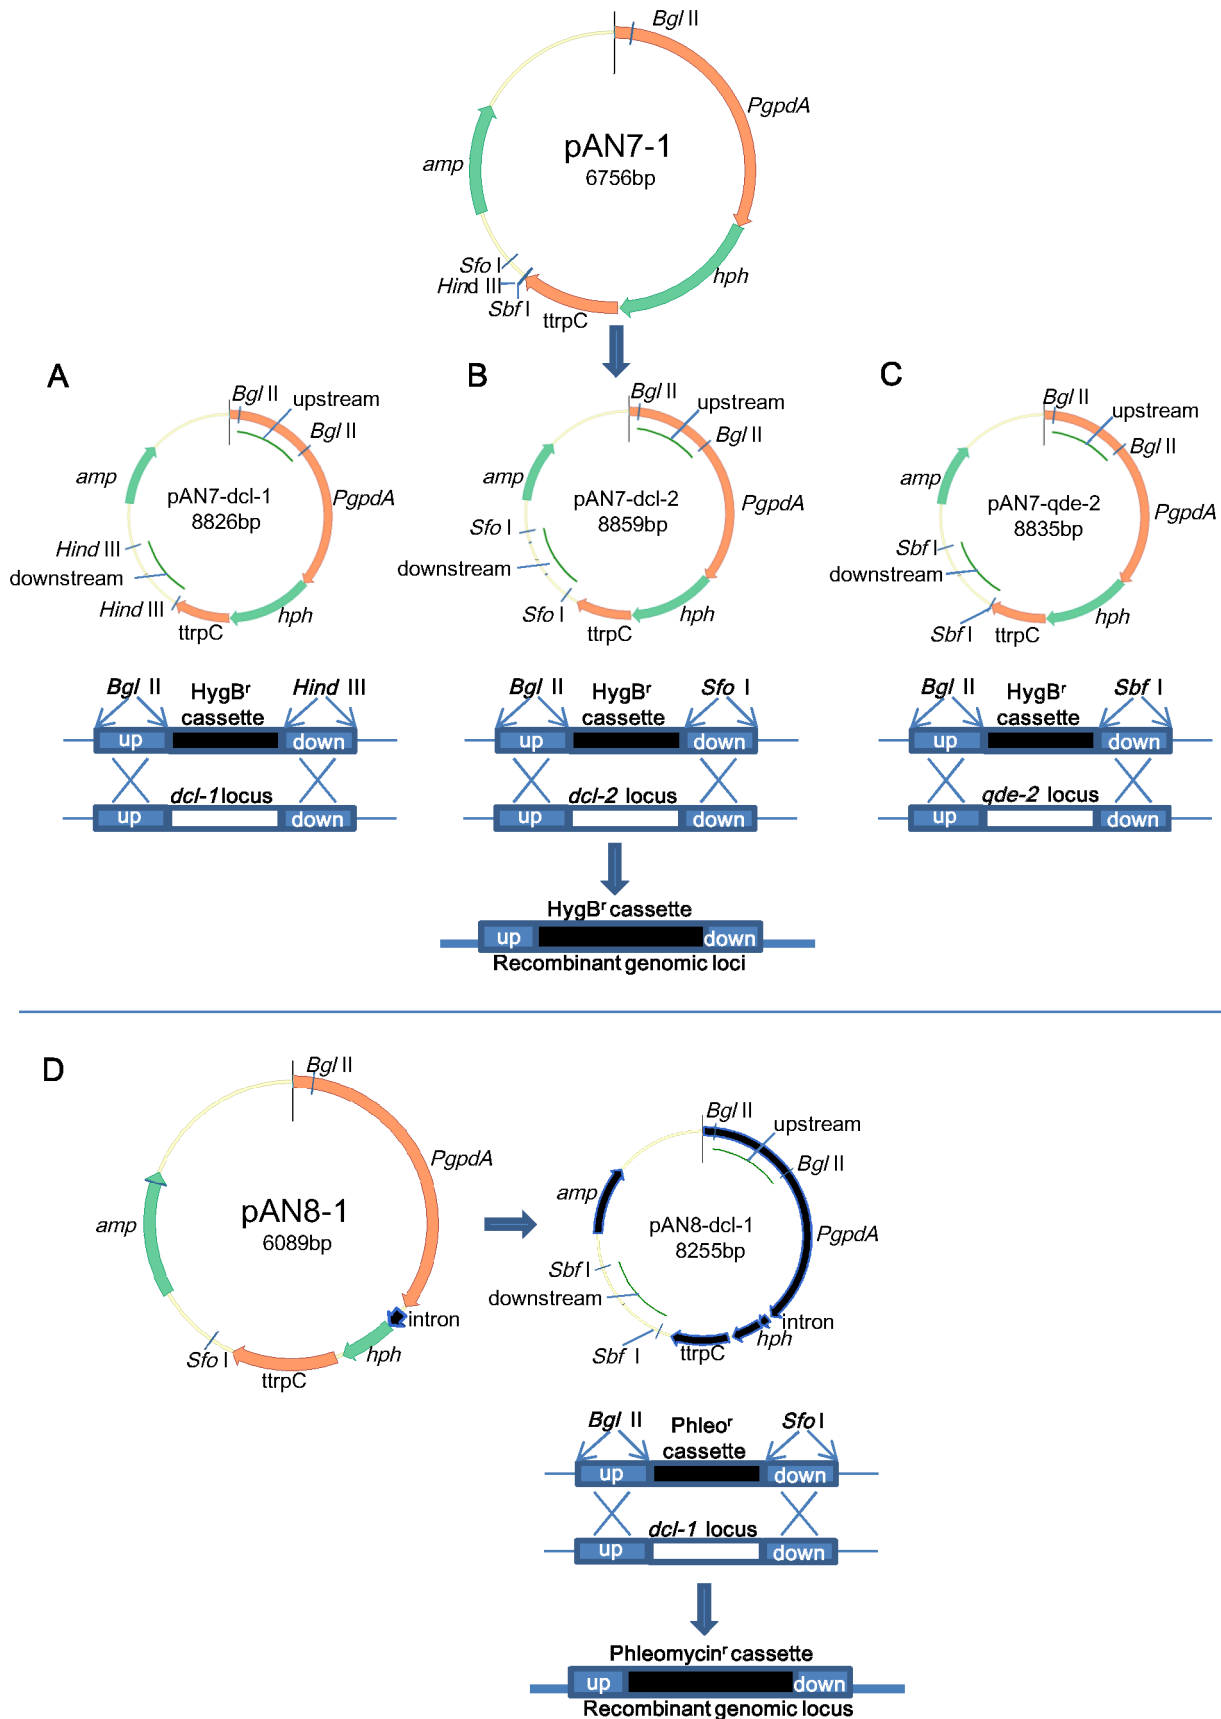 Bgl II
PgpdA
pAN7-1
6756bp
amp
Sfo I
Hind III
Sbf I
hph
ttrpC
A
Bgl II
upstream
Bgl II
amp
pAN7-dcl-1
8826bp
PgpdA
Hind III
downstream
Hind III
hph
ttrpC
B
Bgl II
upstream
Bgl II
amp
pAN7-dcl-2
8859bp
PgpdA
Sfo I
downstream
Sfo I
hph
ttrpC
C
Bgl II
upstream
Bgl II
amp
pAN7-qde-2
8835bp
PgpdA
Sbf I
downstream
Sbf I
hph
ttrpC
Bgl II
HygBr
cassette
Hind III
up
down
dcl-1 locus
up
down
Bgl II
HygBr
cassette
Sfo I
up
down
dcl-2 locus
up
down
Bgl II
HygBr
cassette
Sbf I
up
down
qde-2 locus
up
down
HygBr cassette
up
down
Recombinant genomic loci
D
Bgl II
PgpdA
amp
pAN8-1
6089bp
intron
hph
Sfo I
ttrpC
Bgl II
upstream
Bgl II
amp
pAN8-dcl-1
8255bp
PgpdA
Sbf I
downstream
intron
hph
Sbf I
ttrpC
Bgl II
Phleor
cassette
Sfo I
up
down
dcl-1 locus
up
down
Phleomycinr cassette
up
down
Recombinant genomic locus